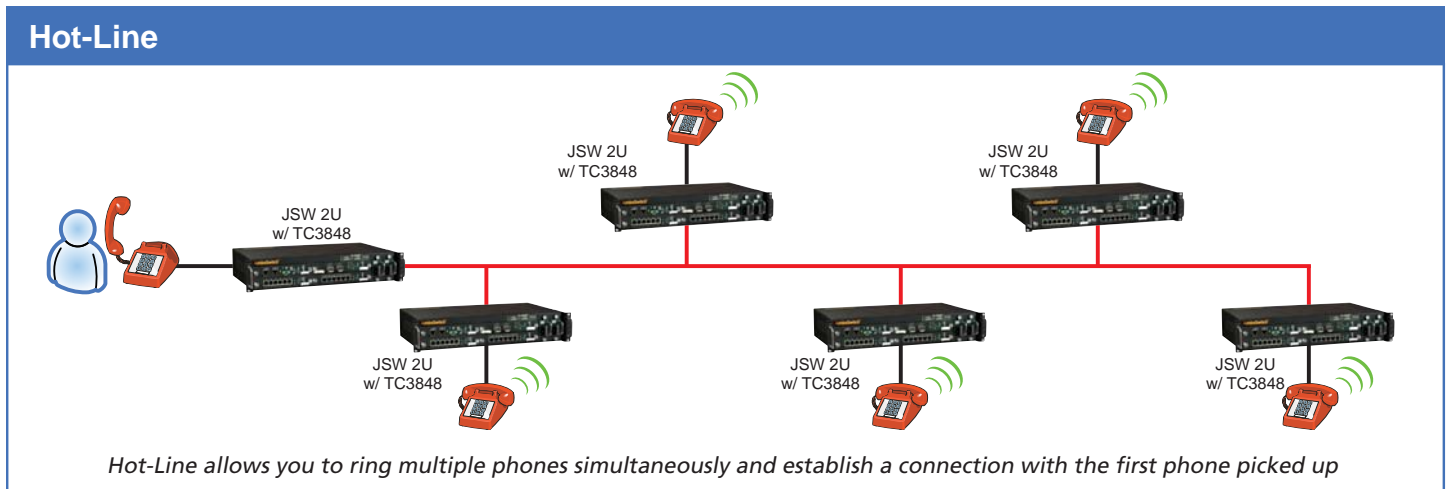 Hot-Line
JSW 2U
w/ TC3848
JSW 2U
w/ TC3848
JSW 2U
w/ TC3848
JSW 2U
w/ TC3848
JSW 2U
w/ TC3848
JSW 2U
w/ TC3848
Hot-Line allows you to ring multiple phones simultaneously and establish a connection with the first phone picked up